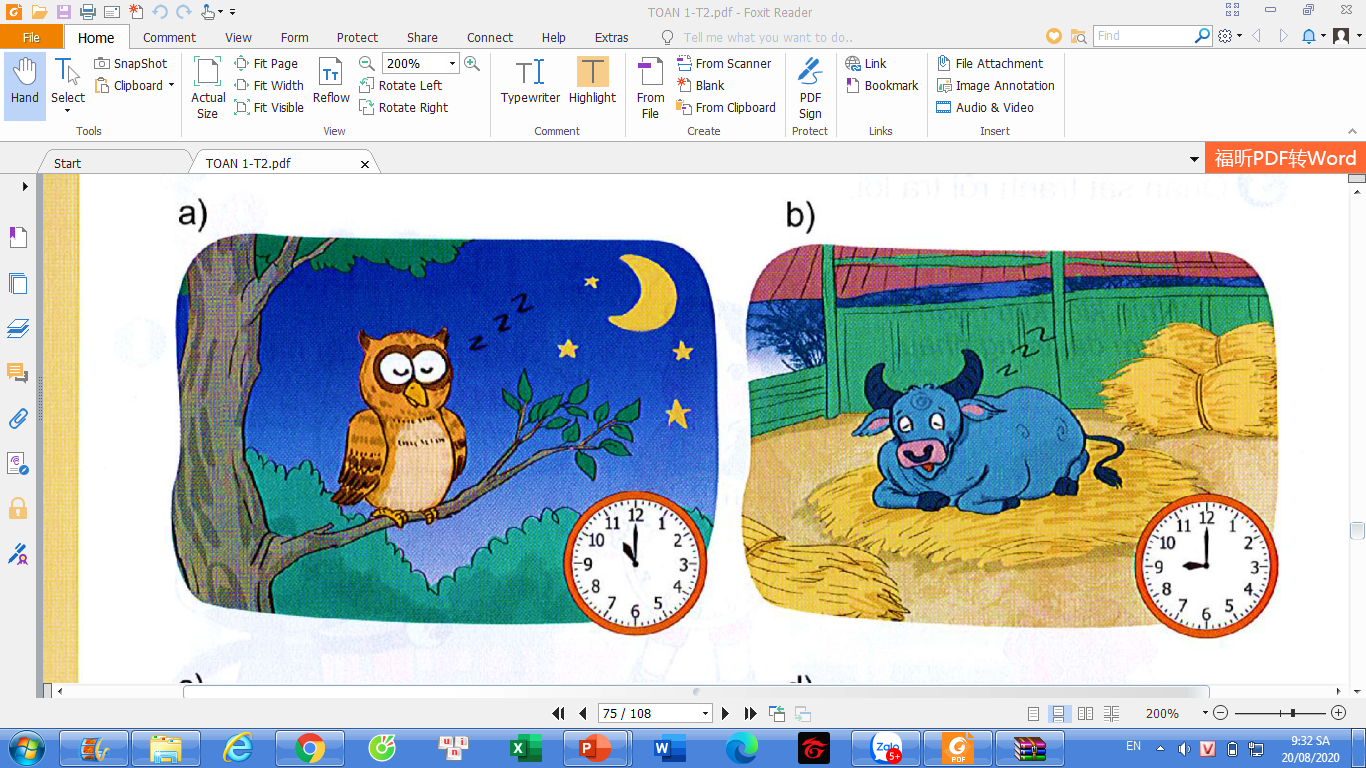 TOAN 1-T2.pdf - Foxit Reader
File Home Comment View Form Protect Share Connect Help Extras Tell me what you want to do.. Find
Hand
Select
SnapShot
Clipboard
Tools
Actual Size
Fit Page
Fit Width
Fit Visible
Reflow
200%
Rotate Left
Rotate Right
View
Typewriter
Highlight
Comment
From File
From Scanner
Blank
From Clipboard
Create
PDF Sign
Protect
Link
Bookmark
Links
File Attachment
Image Annotation
Audio & Video
Insert
Start TOAN 1-T2.pdf 福昕PDF转Word
a) b)
z z z
z z z
12 1 2 3 4 5 6 7 8 9 10 11
12 1 2 3 4 5 6 7 8 9 10 11
75 / 108 200%
EN 9:32 SA
20/08/2020
Zalo 5+
PDF